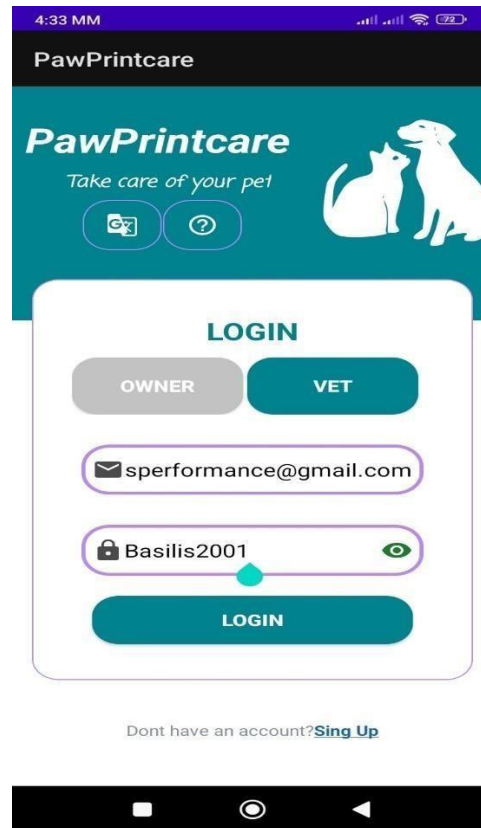 4:33 MM
72
PawPrintcare
PawPrintcare
Take care of your pet
LOGIN
OWNER VET
sperformance@gmail.com
Basilis2001
LOGIN
Dont have an account?Sing Up